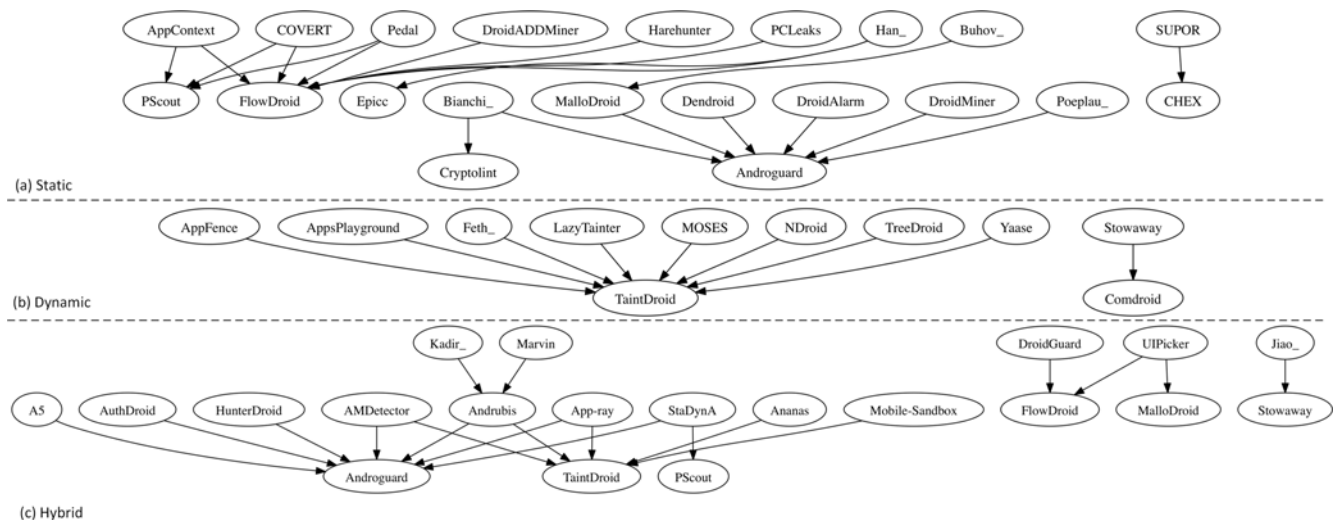 AppContext COVERT Pedal DroidADDMiner Harehunter PCLeaks Han_ Buhov_ SUPOR
PScout FlowDroid Epicc Bianchi_ MalloDroid Dendroid DroidAlarm DroidMiner Poeplau_ CHEX
Cryptolint Androguard
(a) Static
AppFence AppsPlayground Feth_ LazyTainter MOSES NDroid TreeDroid Yaase Stowaway
TaintDroid Comdroid
(b) Dynamic
Kadir_ Marvin DroidGuard UIPicker Jiao_
A5 AuthDroid HunterDroid AMDetector Andrubis App-ray StaDynA Ananas Mobile-Sandbox FlowDroid MalloDroid Stowaway
Androguard TaintDroid PScout
(c) Hybrid